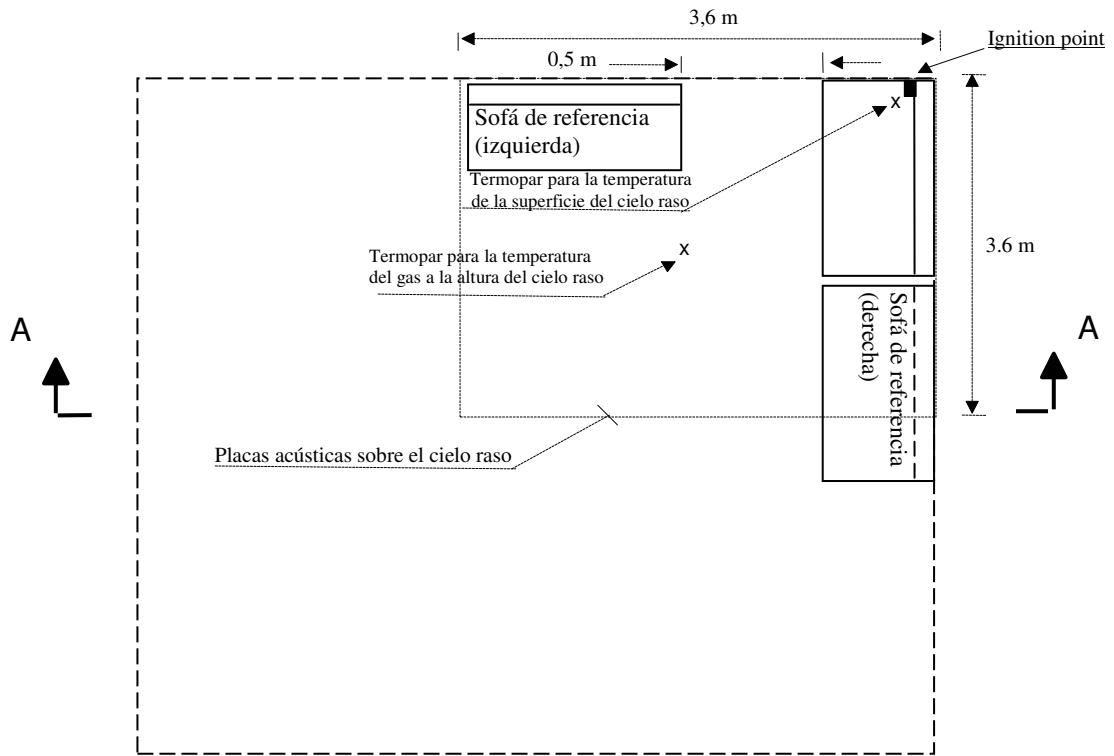 3,6 m
Ignition point
0,5 m
x
Sofá de referencia
(izquierda)
Termopar para la temperatura
de la superficie del cielo raso
3.6 m
x
Termopar para la temperatura
del gas a la altura del cielo raso
Sofá de referencia
(derecha)
A
A
Placas acústicas sobre el cielo raso